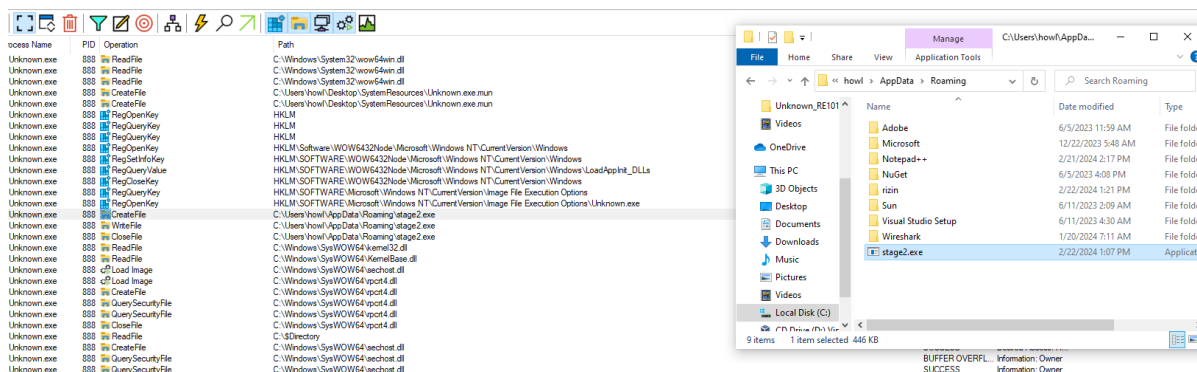 ocess Name PID Operation Path
Unknown.exe 888 ReadFile C:\Windows\System32\wow64win.dll
Unknown.exe 888 ReadFile C:\Windows\System32\wow64win.dll
Unknown.exe 888 ReadFile C:\Windows\System32\wow64win.dll
Unknown.exe 888 CreateFile C:\Users\howl\Desktop\SystemResources\Unknown.exe.mun
Unknown.exe 888 CreateFile C:\Users\howl\Desktop\SystemResources\Unknown.exe.mun
Unknown.exe 888 RegOpenKey HKLM
Unknown.exe 888 RegQueryKey HKLM
Unknown.exe 888 RegQueryKey HKLM
Unknown.exe 888 RegOpenKey HKLM\Software\WOW6432Node\Microsoft\Windows NT\CurrentVersion\Windows
Unknown.exe 888 RegSetInfoKey HKLM\SOFTWARE\WOW6432Node\Microsoft\Windows NT\CurrentVersion\Windows
Unknown.exe 888 RegQueryValue HKLM\SOFTWARE\WOW6432Node\Microsoft\Windows NT\CurrentVersion\Windows\LoadAppInit_DLLs
Unknown.exe 888 RegCloseKey HKLM\SOFTWARE\WOW6432Node\Microsoft\Windows NT\CurrentVersion\Windows
Unknown.exe 888 RegQueryKey HKLM\SOFTWARE\Microsoft\Windows NT\CurrentVersion\Image File Execution Options
Unknown.exe 888 RegOpenKey HKLM\SOFTWARE\Microsoft\Windows NT\CurrentVersion\Image File Execution Options\Unknown.exe
Unknown.exe 888 CreateFile C:\Users\howl\AppData\Roaming\stage2.exe
Unknown.exe 888 WriteFile C:\Users\howl\AppData\Roaming\stage2.exe
Unknown.exe 888 CloseFile C:\Users\howl\AppData\Roaming\stage2.exe
Unknown.exe 888 ReadFile C:\Windows\SysWOW64\kernel32.dll
Unknown.exe 888 ReadFile C:\Windows\SysWOW64\KernelBase.dll
Unknown.exe 888 Load Image C:\Windows\SysWOW64\sechost.dll
Unknown.exe 888 Load Image C:\Windows\SysWOW64\rpcrt4.dll
Unknown.exe 888 CreateFile C:\Windows\SysWOW64\rpcrt4.dll
Unknown.exe 888 QuerySecurityFile C:\Windows\SysWOW64\rpcrt4.dll
Unknown.exe 888 QuerySecurityFile C:\Windows\SysWOW64\rpcrt4.dll
Unknown.exe 888 CloseFile C:\Windows\SysWOW64\rpcrt4.dll
Unknown.exe 888 ReadFile C:\$Directory
Unknown.exe 888 CreateFile C:\Windows\SysWOW64\sechost.dll
Unknown.exe 888 QuerySecurityFile C:\Windows\SysWOW64\sechost.dll
Unknown.exe 888 QuerySecurityFile C:\Windows\SysWOW64\sechost.dll
BUFFER OVERFL... Information: Owner
SUCCESS Information: Owner
Manage C:\Users\howl\AppDa...
File Home Share View Application Tools
« howl > AppData > Roaming Search Roaming
Name Date modified Type
Unknown_RE101
Videos
OneDrive
This PC
3D Objects
Desktop
Documents
Downloads
Music
Pictures
Videos
Local Disk (C:)
Adobe 6/5/2023 11:59 AM File folde
Microsoft 12/22/2023 5:48 AM File folde
Notepad++ 2/21/2024 2:17 PM File folde
NuGet 6/5/2023 4:08 PM File folde
rizin 2/22/2024 1:21 PM File folde
Sun 6/11/2023 2:09 AM File folde
Visual Studio Setup 6/11/2023 4:30 AM File folde
Wireshark 1/20/2024 7:11 AM File folde
stage2.exe 2/22/2024 1:07 PM Applicat
9 items 1 item selected 446 KB